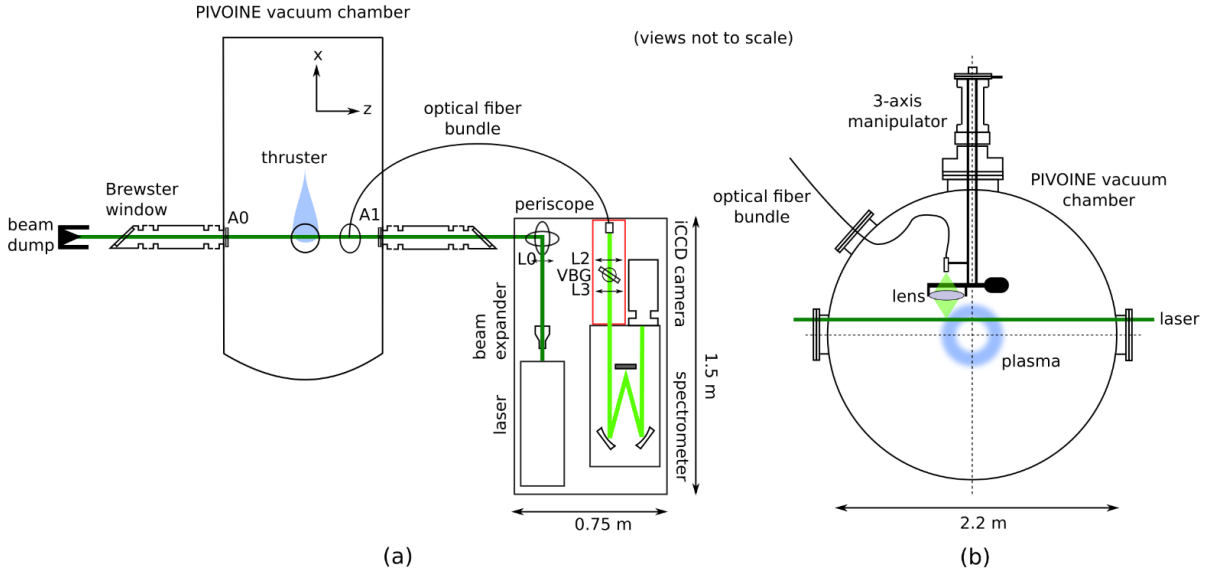 PIVOINE vacuum chamber
(views not to scale)
x
z
optical fiber
bundle
thruster
Brewster
window
A0
A1
beam
dump
periscope
L0
L2
VBG
L3
iCCD camera
beam
expander
laser
spectrometer
1.5 m
0.75 m
(a)
3-axis
manipulator
PIVOINE vacuum
chamber
optical fiber
bundle
lens
laser
plasma
2.2 m
(b)